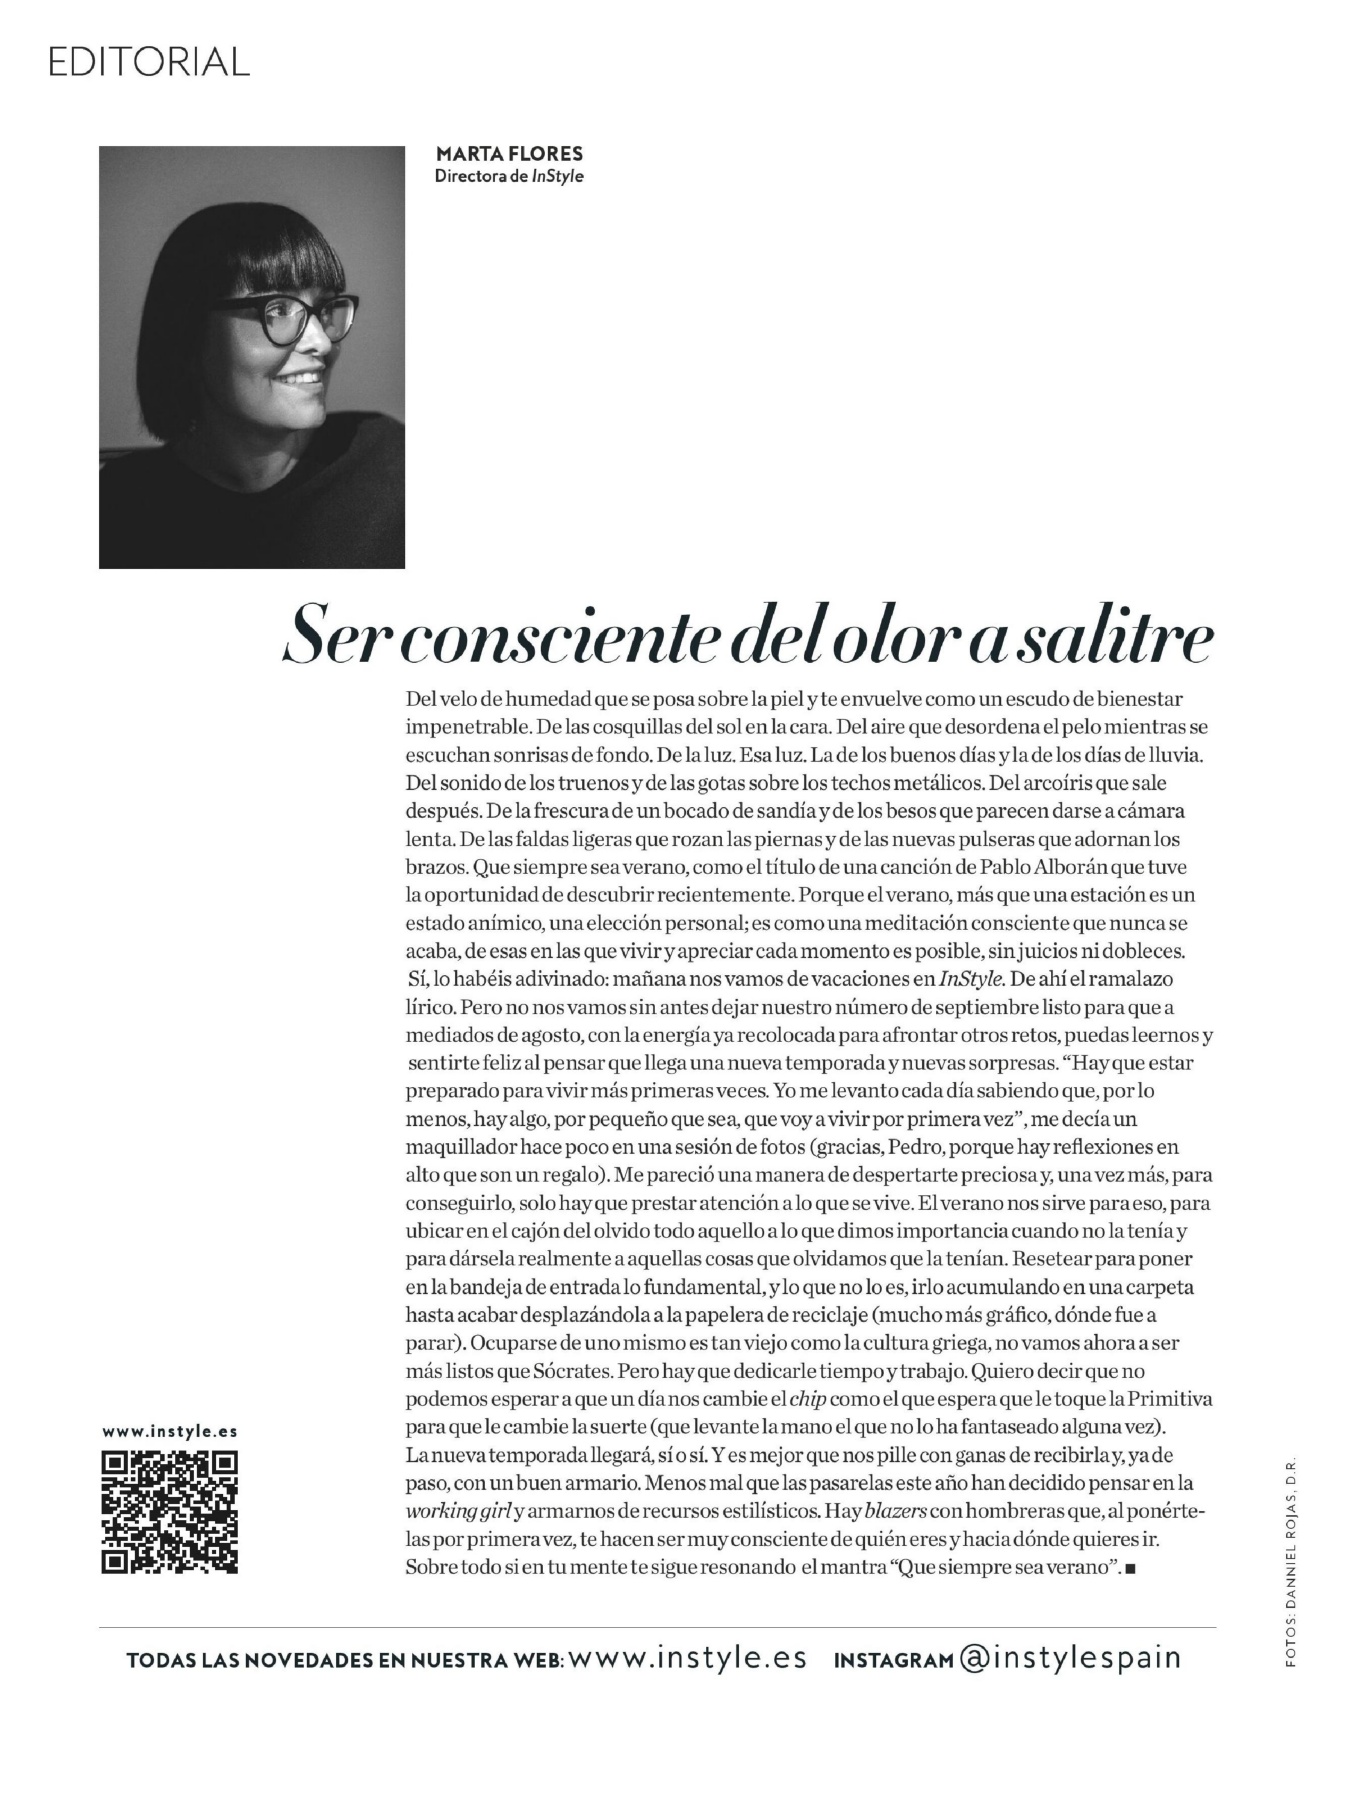 EDITORIAL
MARTA FLORES
Directora de InStyle
Ser consciente del olor a salitre
Del velo de humedad que se posa sobre la piel y te envuelve como un escudo de bienestar
impenetrable. De las cosquillas del sol en la cara. Del aire que desordena el pelo mientras se
escuchan sonrisas de fondo. De la luz. Esa luz. La de los buenos días y la de los días de lluvia.
Del sonido de los truenos y de las gotas sobre los techos metálicos. Del arcoíris que sale
después. De la frescura de un bocado de sandía y de los besos que parecen darse a cámara
lenta. De las faldas ligeras que rozan las piernas y de las nuevas pulseras que adornan los
brazos. Que siempre sea verano, como el título de una canción de Pablo Alborán que tuve
la oportunidad de descubrir recientemente. Porque el verano, más que una estación es un
estado anímico, una elección personal; es como una meditación consciente que nunca se
acaba, de esas en las que vivir y apreciar cada momento es posible, sin juicios ni dobleces.
Sí, lo habéis adivinado: mañana nos vamos de vacaciones en InStyle. De ahí el ramalazo
lírico. Pero no nos vamos sin antes dejar nuestro número de septiembre listo para que a
mediados de agosto, con la energía ya recolocada para afrontar otros retos, puedas leernos y
sentirte feliz al pensar que llega una nueva temporada y nuevas sorpresas. “Hay que estar
preparado para vivir más primeras veces. Yo me levanto cada día sabiendo que, por lo
menos, hay algo, por pequeño que sea, que voy a vivir por primera vez”, me decía un
maquillador hace poco en una sesión de fotos (gracias, Pedro, porque hay reflexiones en
alto que son un regalo). Me pareció una manera de despertarte preciosa y, una vez más, para
conseguirlo, solo hay que prestar atención a lo que se vive. El verano nos sirve para eso, para
ubicar en el cajón del olvido todo aquello a lo que dimos importancia cuando no la tenía y
para dársela realmente a aquellas cosas que olvidamos que la tenían. Resetear para poner
en la bandeja de entrada lo fundamental, y lo que no lo es, irlo acumulando en una carpeta
hasta acabar desplazándola a la papelera de reciclaje (mucho más gráfico, dónde fue a
parar). Ocuparse de uno mismo es tan viejo como la cultura griega, no vamos ahora a ser
más listos que Sócrates. Pero hay que dedicarle tiempo y trabajo. Quiero decir que no
podemos esperar a que un día nos cambie el chip como el que espera que le toque la Primitiva
para que le cambie la suerte (que levante la mano el que no lo ha fantaseado alguna vez).
La nueva temporada llegará, sí o sí. Y es mejor que nos pille con ganas de recibirla y, ya de
paso, con un buen armario. Menos mal que las pasarelas este año han decidido pensar en la
working girl y armarnos de recursos estilísticos. Hay blazers con hombreras que, al ponérte-
las por primera vez, te hacen ser muy consciente de quién eres y hacia dónde quieres ir.
Sobre todo si en tu mente te sigue resonando el mantra “Que siempre sea verano”. ■
www.instyle.es
TODAS LAS NOVEDADES EN NUESTRA WEB: www.instyle.es INSTAGRAM @instylespain
FOTOS: DANNIEL ROJAS, D.R.